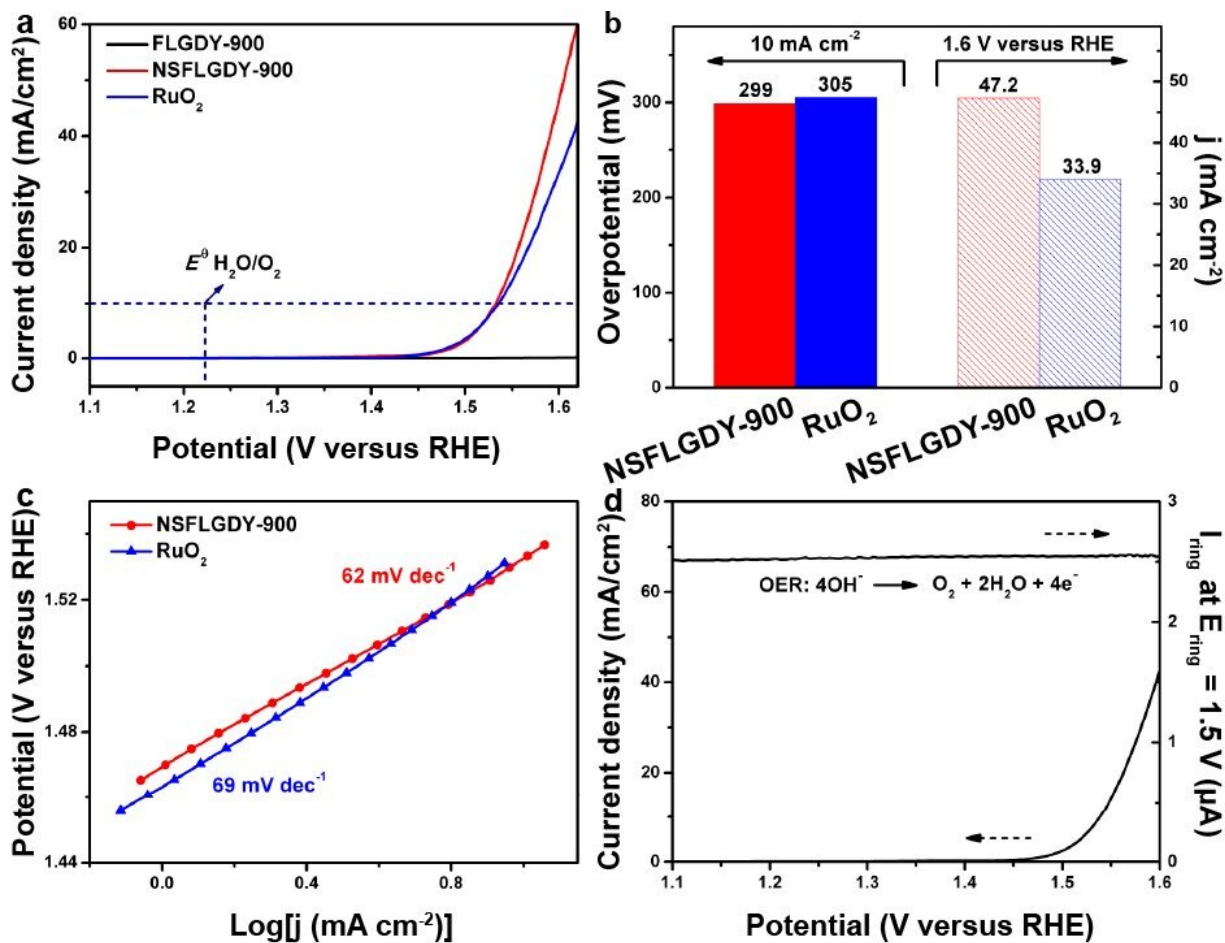 a
60
40
20
0
Current density (mA/cm²)
FLGDY-900
NSFLGDY-900
RuO₂
E^θ H₂O/O₂
1.1 1.2 1.3 1.4 1.5 1.6
Potential (V versus RHE)
b
300
200
100
0
Overpotential (mV)
10 mA cm⁻²
1.6 V versus RHE
299
305
47.2
33.9
50
40
30
20
10
0
j (mA cm⁻²)
NSFLGDY-900
RuO₂
NSFLGDY-900
RuO₂
c
1.52
1.48
1.44
Potential (V versus RHE)
NSFLGDY-900
RuO₂
62 mV dec⁻¹
69 mV dec⁻¹
0.0 0.4 0.8
Log[j (mA cm⁻²)]
d
80
60
40
20
0
Current density (mA/cm²)
OER: 4OH⁻ → O₂ + 2H₂O + 4e⁻
3
2
1
0
I_ring at E_ring = 1.5 V (μA)
1.1 1.2 1.3 1.4 1.5 1.6
Potential (V versus RHE)